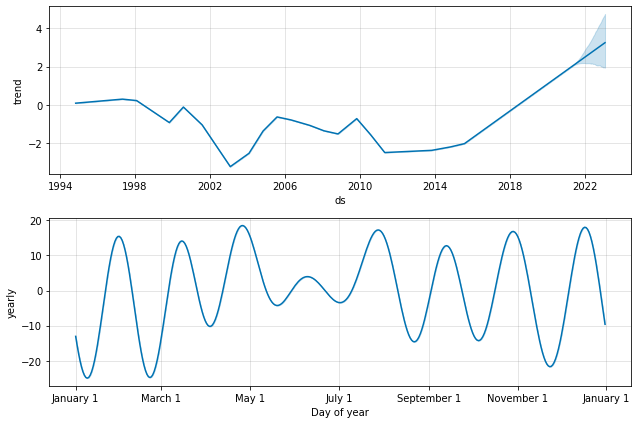 4
2
0
−2
trend
1994 1998 2002 2006 2010 2014 2018 2022
ds
20
10
0
−10
−20
yearly
January 1 March 1 May 1 July 1 September 1 November 1 January 1
Day of year